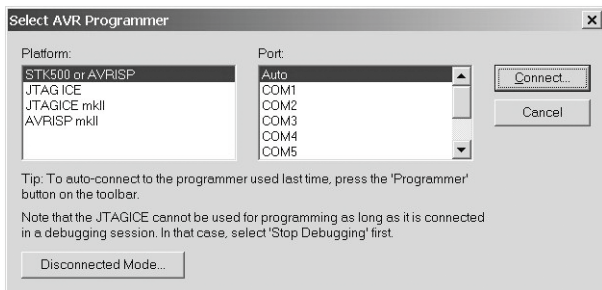 Select AVR Programmer
Platform:
Port:
STK500 or AVRISP
JTAG ICE
JTAGICE mkII
AVRISP mkII
Auto
COM1
COM2
COM3
COM4
COM5
Connect...
Cancel
Tip: To auto-connect to the programmer used last time, press the 'Programmer'
button on the toolbar.
Note that the JTAGICE cannot be used for programming as long as it is connected
in a debugging session. In that case, select 'Stop Debugging' first.
Disconnected Mode...